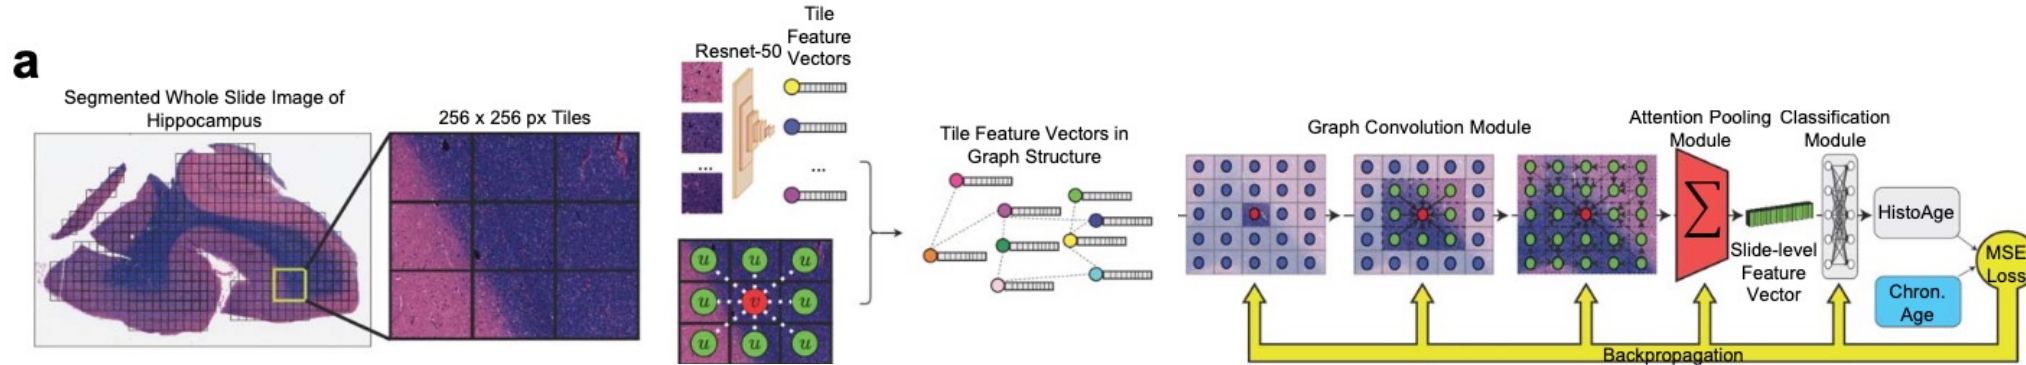 a
Segmented Whole Slide Image of
Hippocampus
256 x 256 px Tiles
Resnet-50
Tile
Feature
Vectors
...
...
u u u
u v u
u u u
Tile Feature Vectors in
Graph Structure
Graph Convolution Module
Attention Pooling
Module
Σ
Slide-level
Feature
Vector
Classification
Module
HistoAge
Chron.
Age
MSE
Loss
Backpropagation